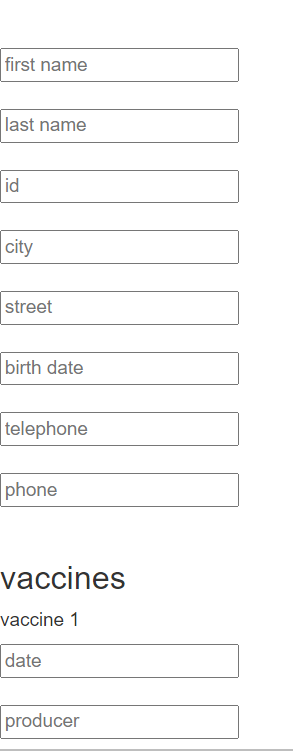 first name
last name
id
city
street
birth date
telephone
phone
vaccines
vaccine 1
date
producer